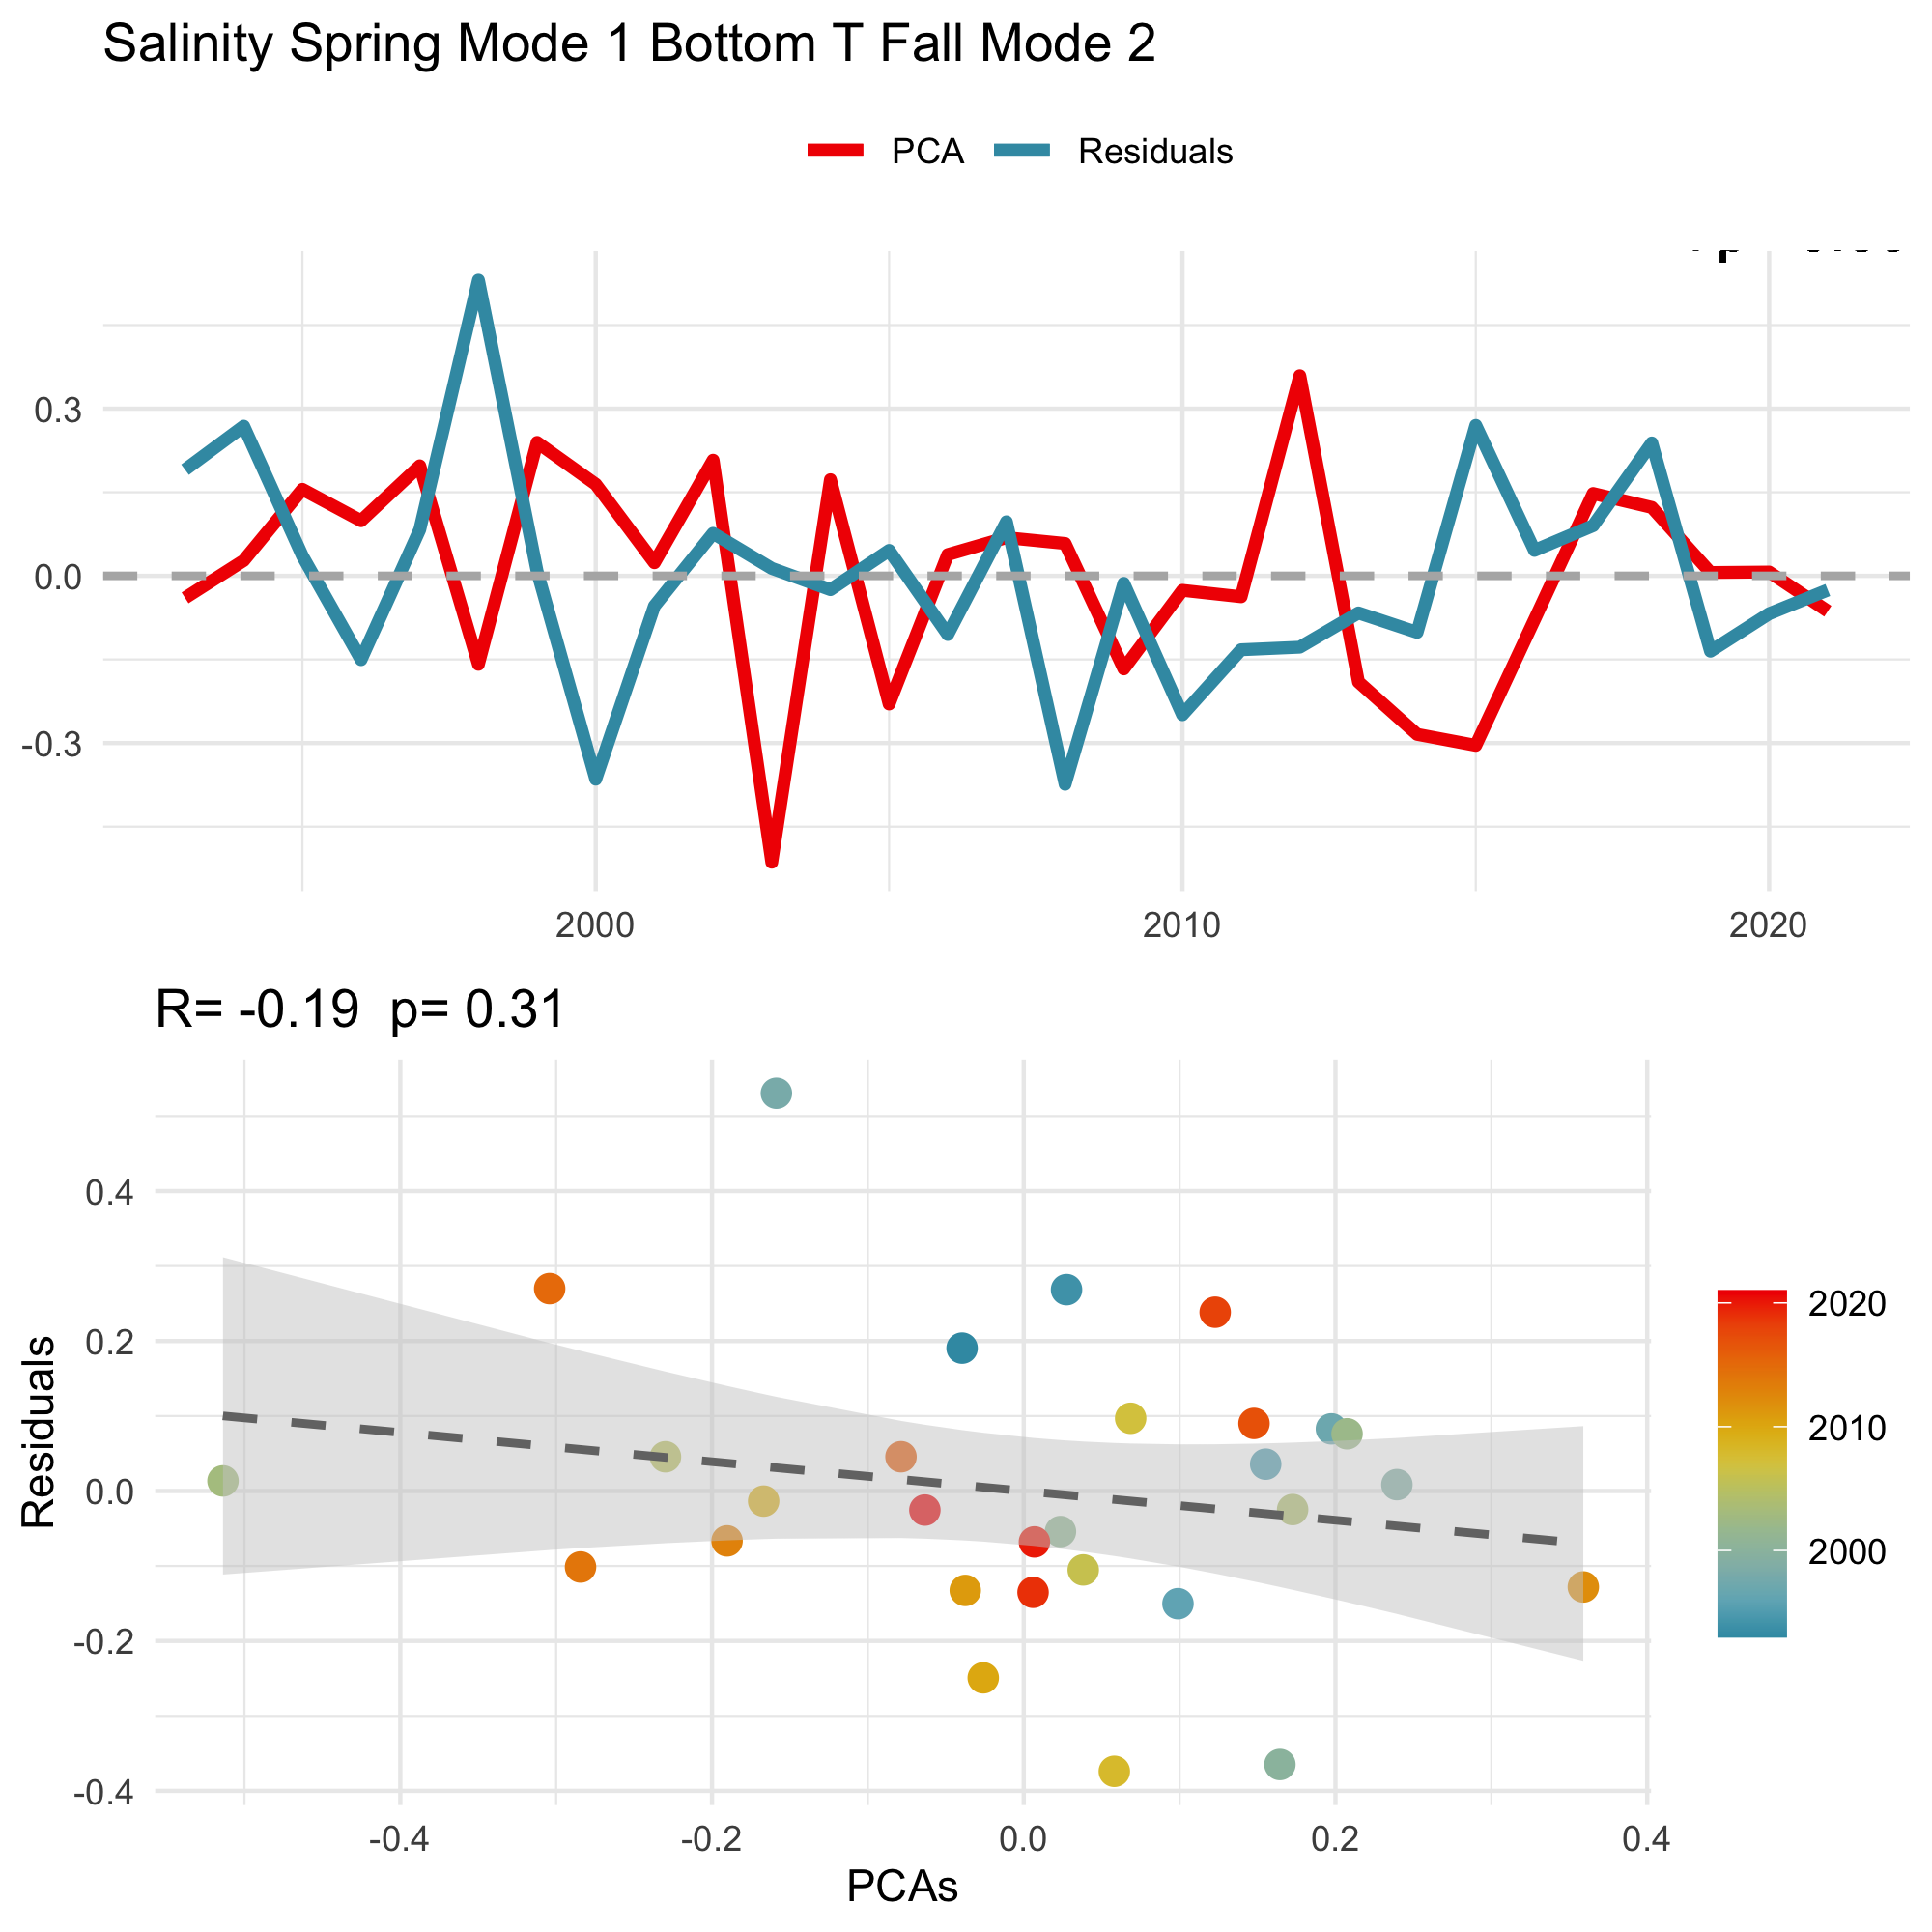 Salinity Spring Mode 1 Bottom T Fall Mode 2
PCA Residuals
0.3
0.0
-0.3
2000 2010 2020
R= -0.19 p= 0.31
Residuals
0.4
0.2
0.0
-0.2
-0.4
-0.4 -0.2 0.0 0.2 0.4
PCAs
2020
2010
2000